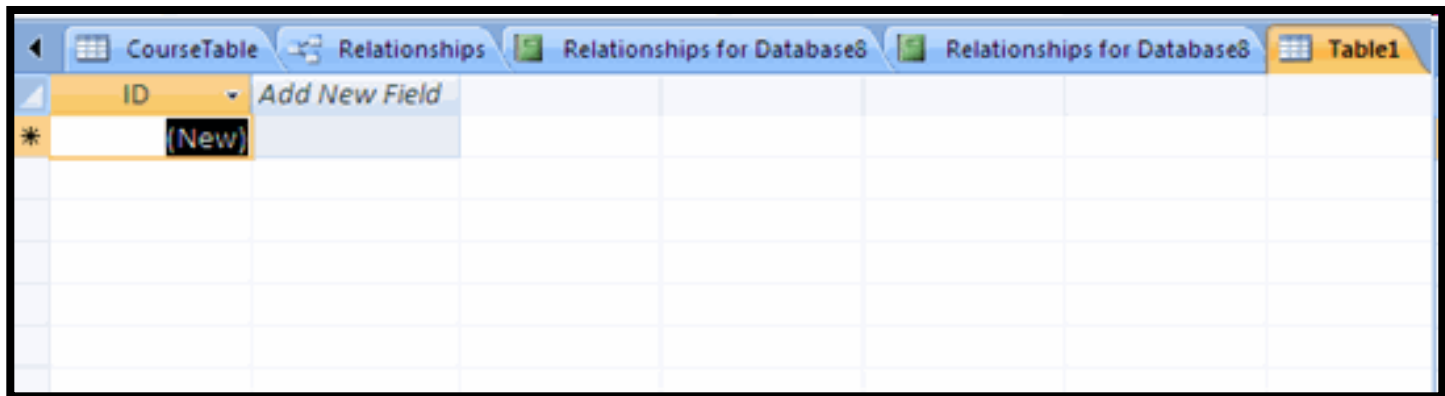 CourseTable Relationships Relationships for Database8 Relationships for Database8 Table1
ID Add New Field
(New)